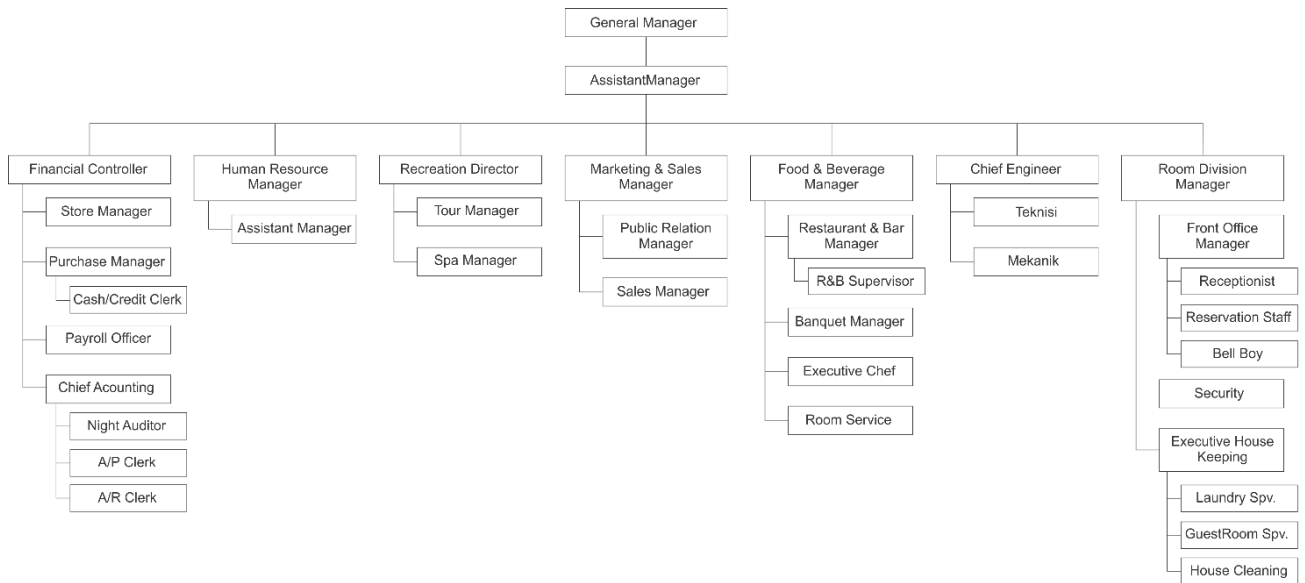 General Manager
AssistantManager
Financial Controller
Store Manager
Purchase Manager
Cash/Credit Clerk
Payroll Officer
Chief Acounting
Night Auditor
A/P Clerk
A/R Clerk
Human Resource
Manager
Assistant Manager
Recreation Director
Tour Manager
Spa Manager
Marketing & Sales
Manager
Public Relation
Manager
Sales Manager
Food & Beverage
Manager
Restaurant & Bar
Manager
R&B Supervisor
Banquet Manager
Executive Chef
Room Service
Chief Engineer
Teknisi
Mekanik
Room Division
Manager
Front Office
Manager
Receptionist
Reservation Staff
Bell Boy
Security
Executive House
Keeping
Laundry Spv.
GuestRoom Spv.
House Cleaning